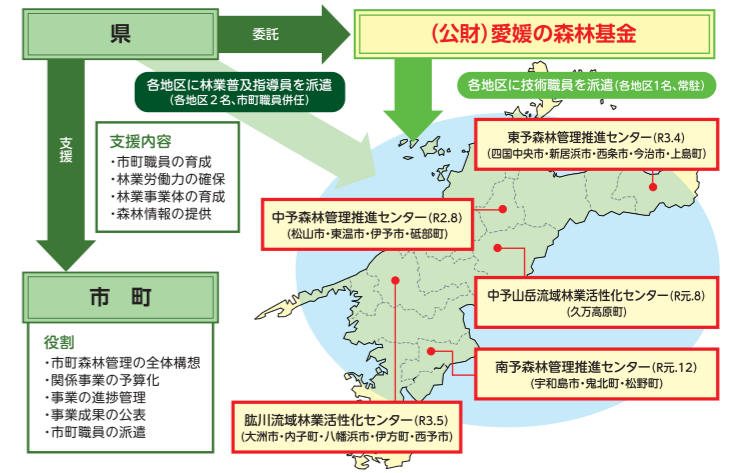 県
委託
(公財)愛媛の森林基金
各地区に林業普及指導員を派遣
(各地区2名、市町職員併任)
各地区に技術職員を派遣(各地区1名、常駐)
支援
支援内容
・市町職員の育成
・林業労働力の確保
・林業事業体の育成
・森林情報の提供
東予森林管理推進センター(R3.4)
(四国中央市・新居浜市・西条市・今治市・上島町)
中予森林管理推進センター(R2.8)
(松山市・東温市・伊予市・砥部町)
市 町
中予山岳流域林業活性化センター(R元.8)
(久万高原町)
役割
・市町森林管理の全体構想
・関係事業の予算化
・事業の進捗管理
・事業成果の公表
・市町職員の派遣
南予森林管理推進センター(R元.12)
(宇和島市・鬼北町・松野町)
肱川流域林業活性化センター(R3.5)
(大洲市・内子町・八幡浜市・伊方町・西予市)